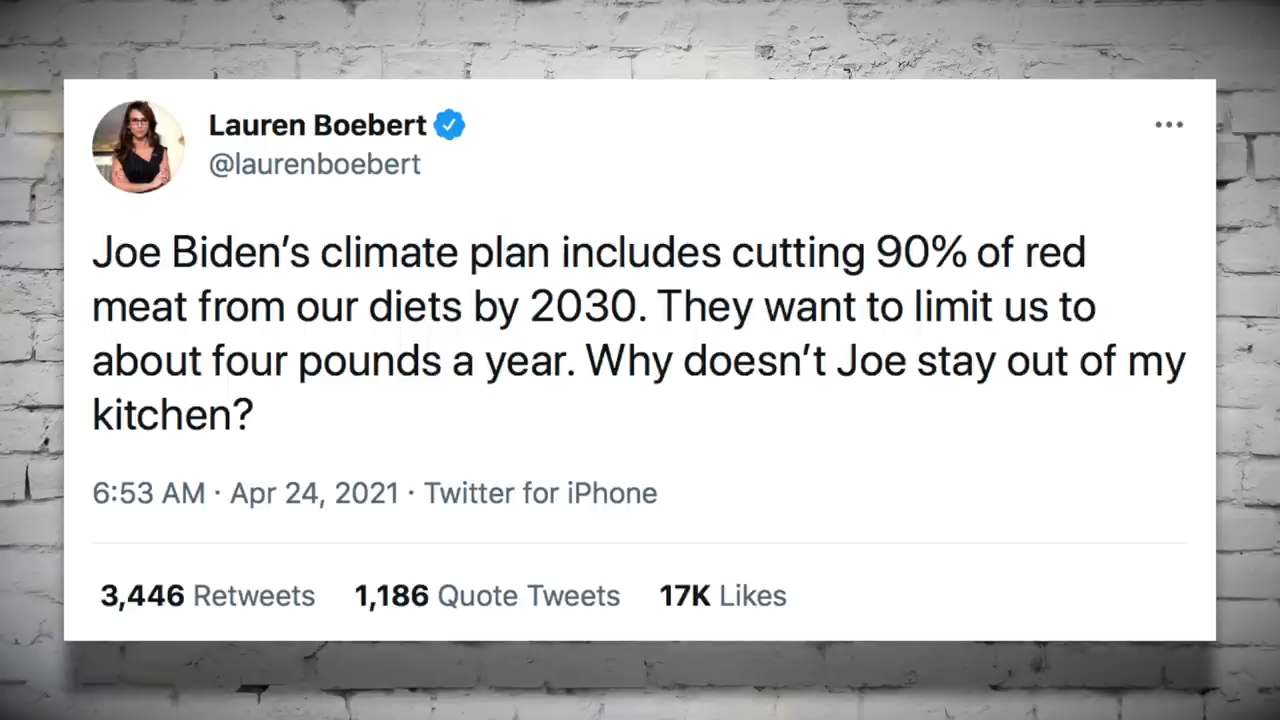 Lauren Boebert
@laurenboebert
Joe Biden’s climate plan includes cutting 90% of red
meat from our diets by 2030. They want to limit us to
about four pounds a year. Why doesn’t Joe stay out of my
kitchen?
6:53 AM · Apr 24, 2021 · Twitter for iPhone
3,446 Retweets 1,186 Quote Tweets 17K Likes